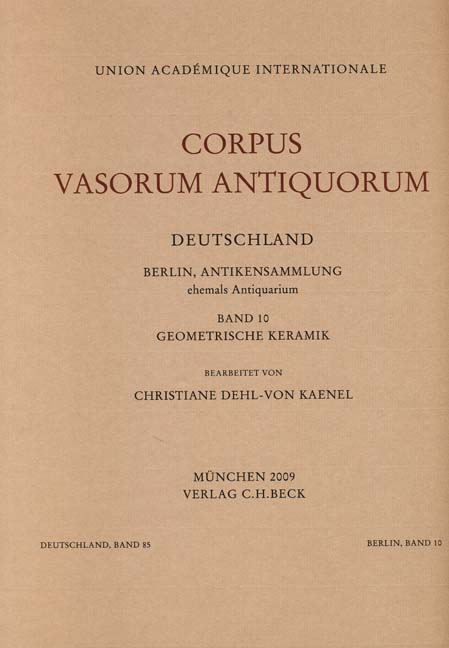 UNION ACADÉMIQUE INTERNATIONALE
CORPUS
VASORUM ANTIQUORUM
DEUTSCHLAND
BERLIN, ANTIKENSAMMLUNG
ehemals Antiquarium
BAND 10
GEOMETRISCHE KERAMIK
BEARBEITET VON
CHRISTIANE DEHL-VON KAENEL
MÜNCHEN 2009
VERLAG C.H.BECK
DEUTSCHLAND, BAND 85
BERLIN, BAND 10